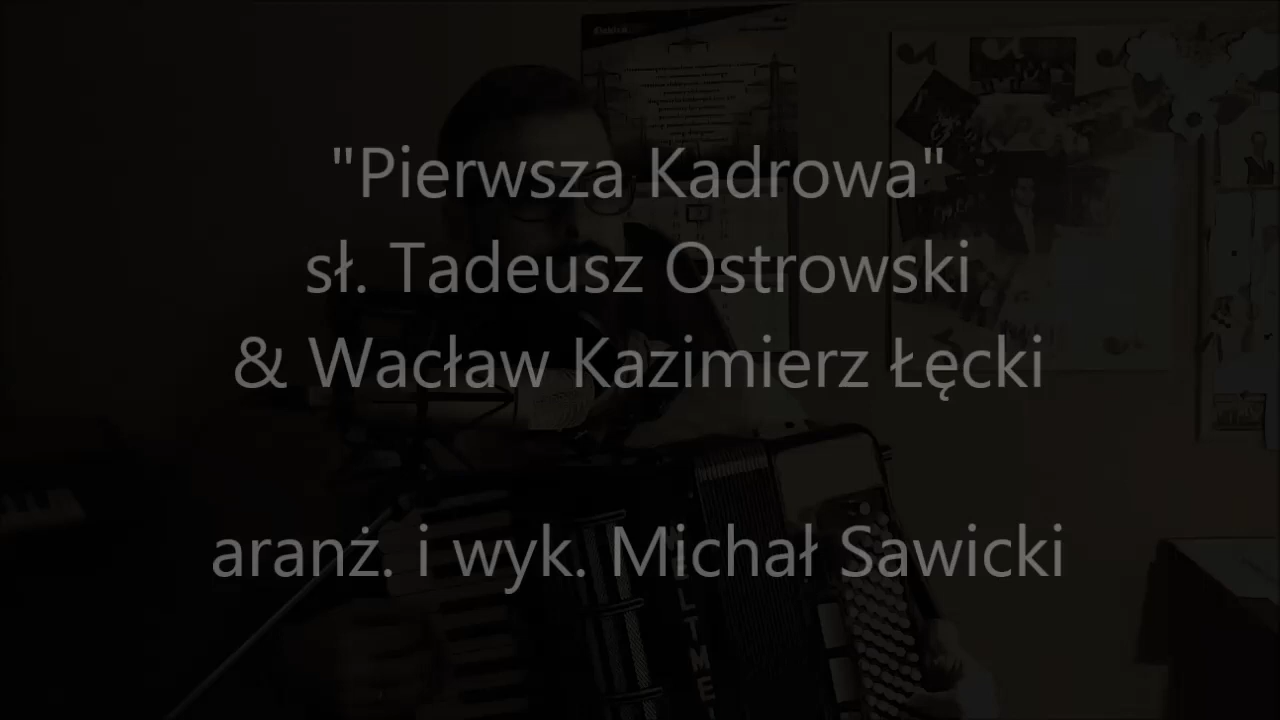 "Pierwsza Kadrowa"
sł. Tadeusz Ostrowski
& Wacław Kazimierz Łęcki
aranż. i wyk. Michał Sawicki